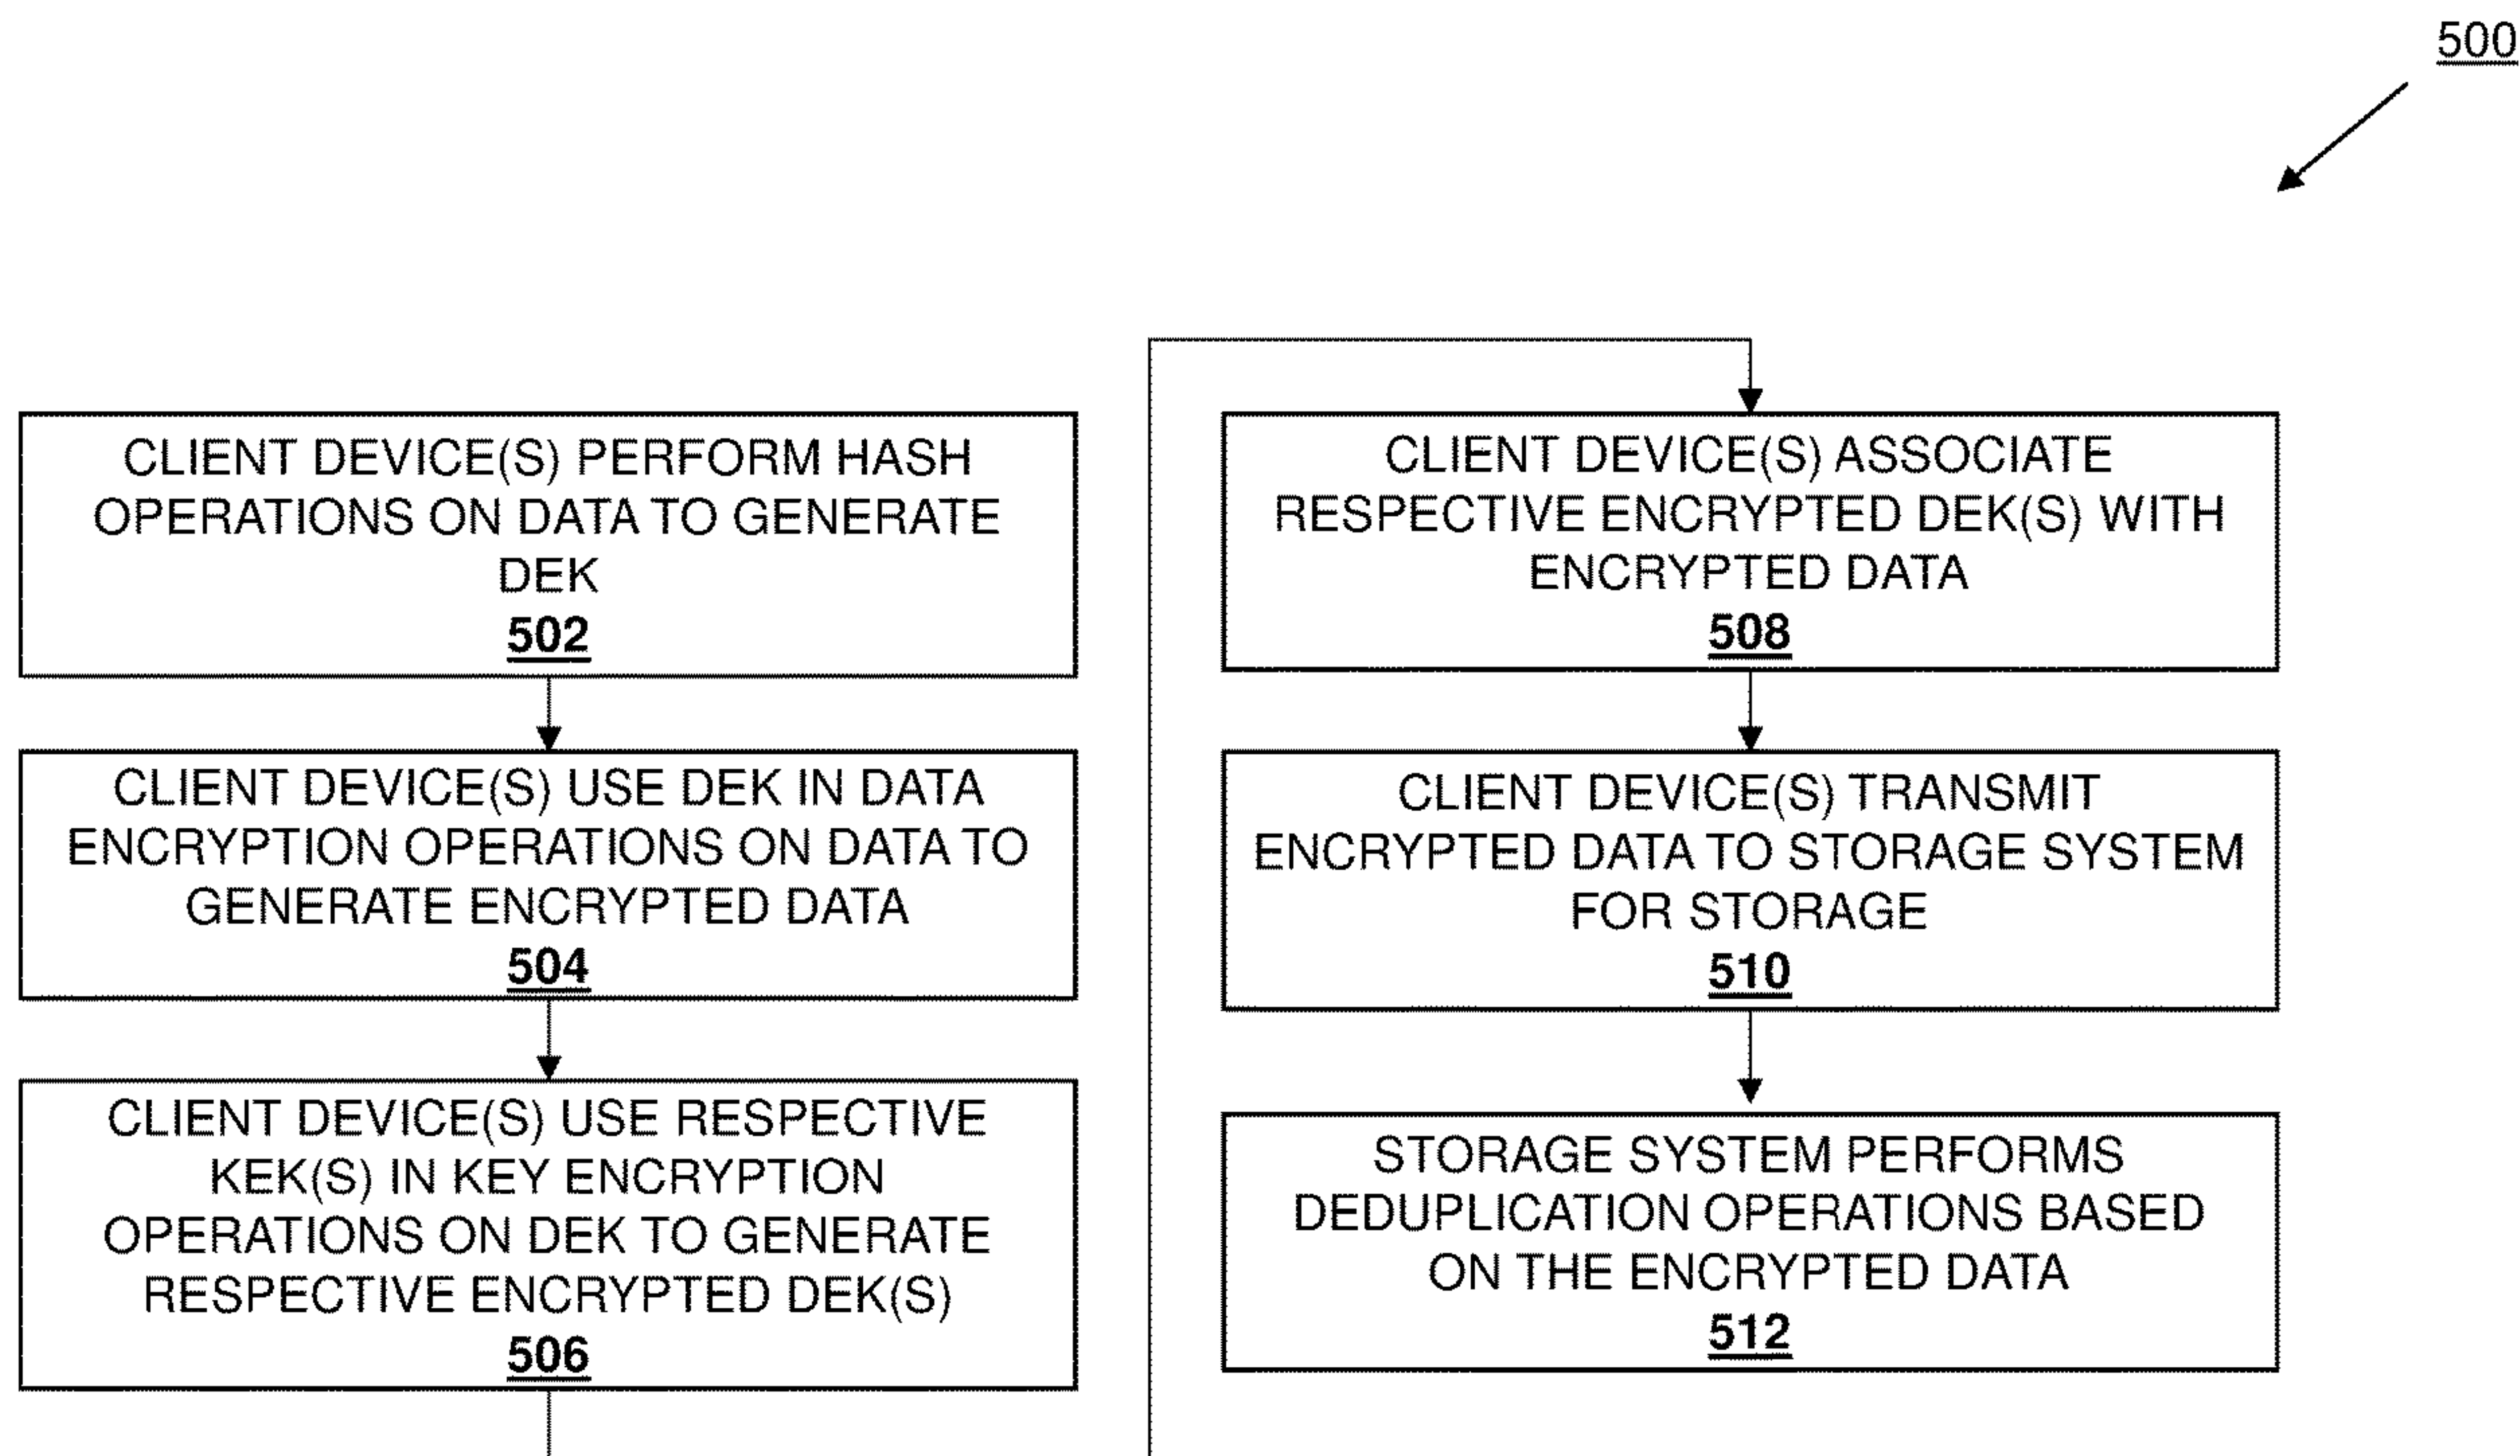 500
CLIENT DEVICE(S) PERFORM HASH
OPERATIONS ON DATA TO GENERATE
DEK
502
CLIENT DEVICE(S) USE DEK IN DATA
ENCRYPTION OPERATIONS ON DATA TO
GENERATE ENCRYPTED DATA
504
CLIENT DEVICE(S) USE RESPECTIVE
KEK(S) IN KEY ENCRYPTION
OPERATIONS ON DEK TO GENERATE
RESPECTIVE ENCRYPTED DEK(S)
506
CLIENT DEVICE(S) ASSOCIATE
RESPECTIVE ENCRYPTED DEK(S) WITH
ENCRYPTED DATA
508
CLIENT DEVICE(S) TRANSMIT
ENCRYPTED DATA TO STORAGE SYSTEM
FOR STORAGE
510
STORAGE SYSTEM PERFORMS
DEDUPLICATION OPERATIONS BASED
ON THE ENCRYPTED DATA
512